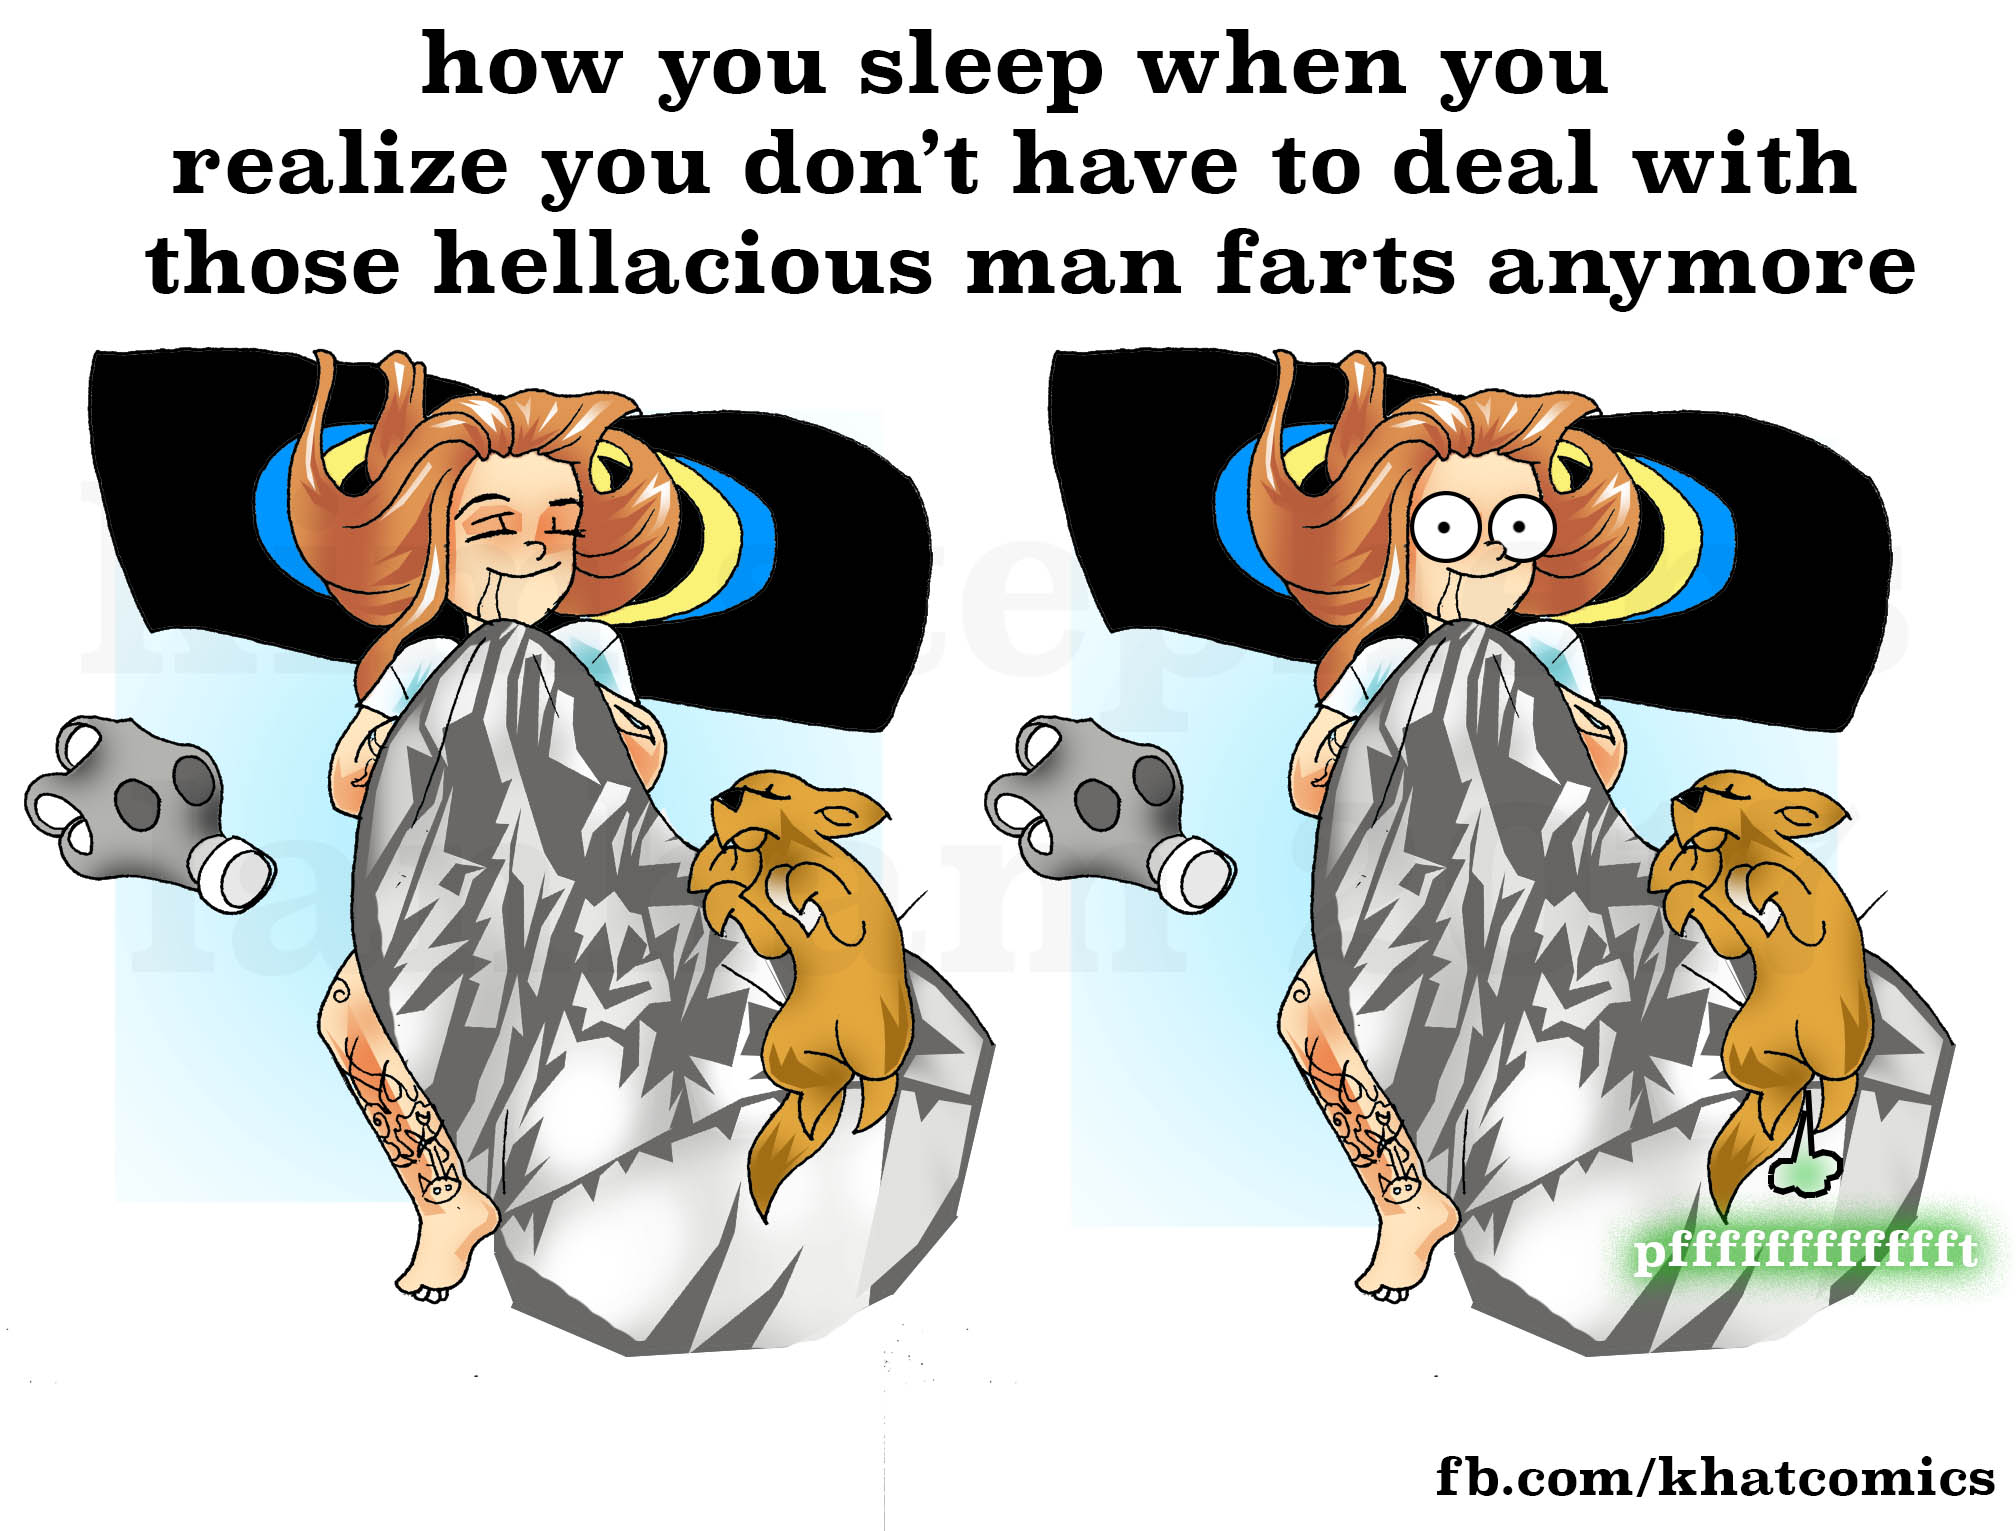 how you sleep when you
realize you don’t have to deal with
those hellacious man farts anymore
pffffffffffffft
fb.com/khatcomics